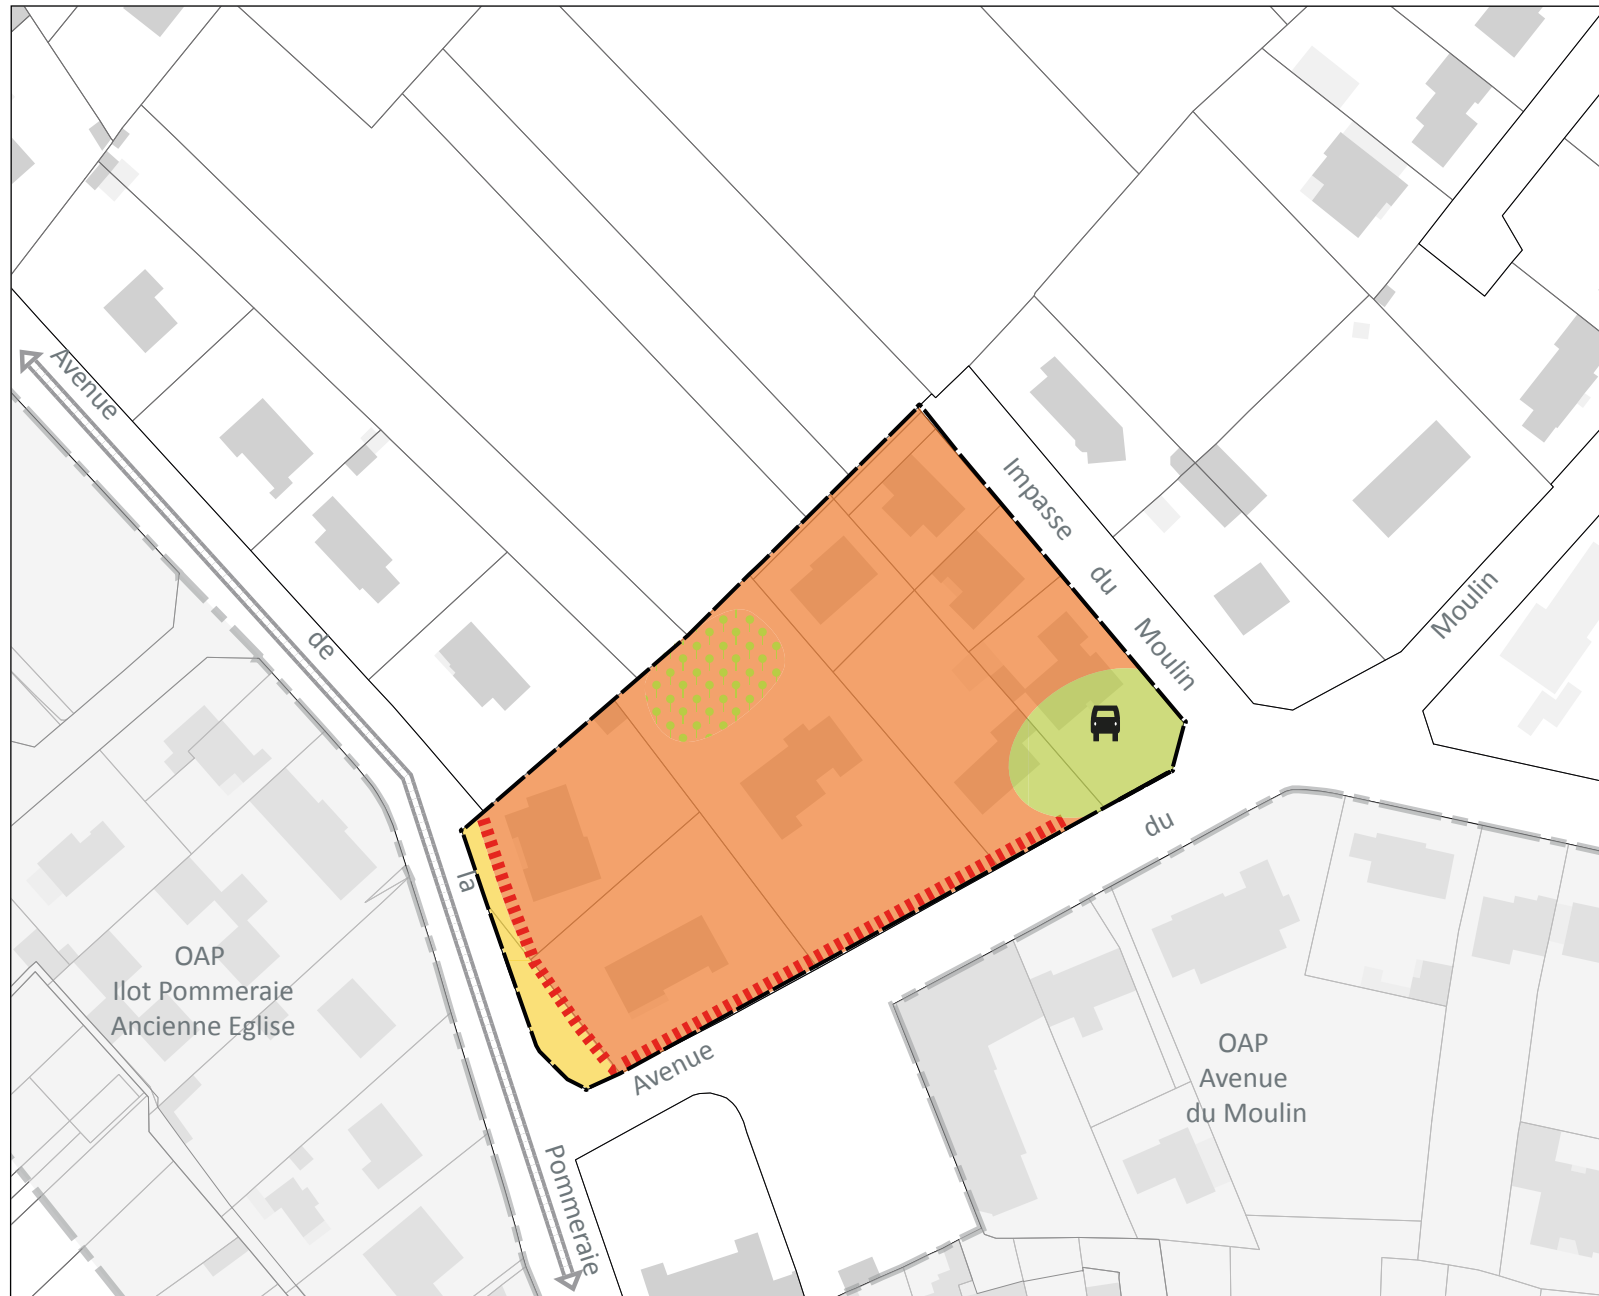 Avenue
de
la
Pommeraie
Impasse
du
Moulin
Moulin
du
Avenue
OAP
Ilot Pommeraie
Ancienne Eglise
OAP
Avenue
du Moulin